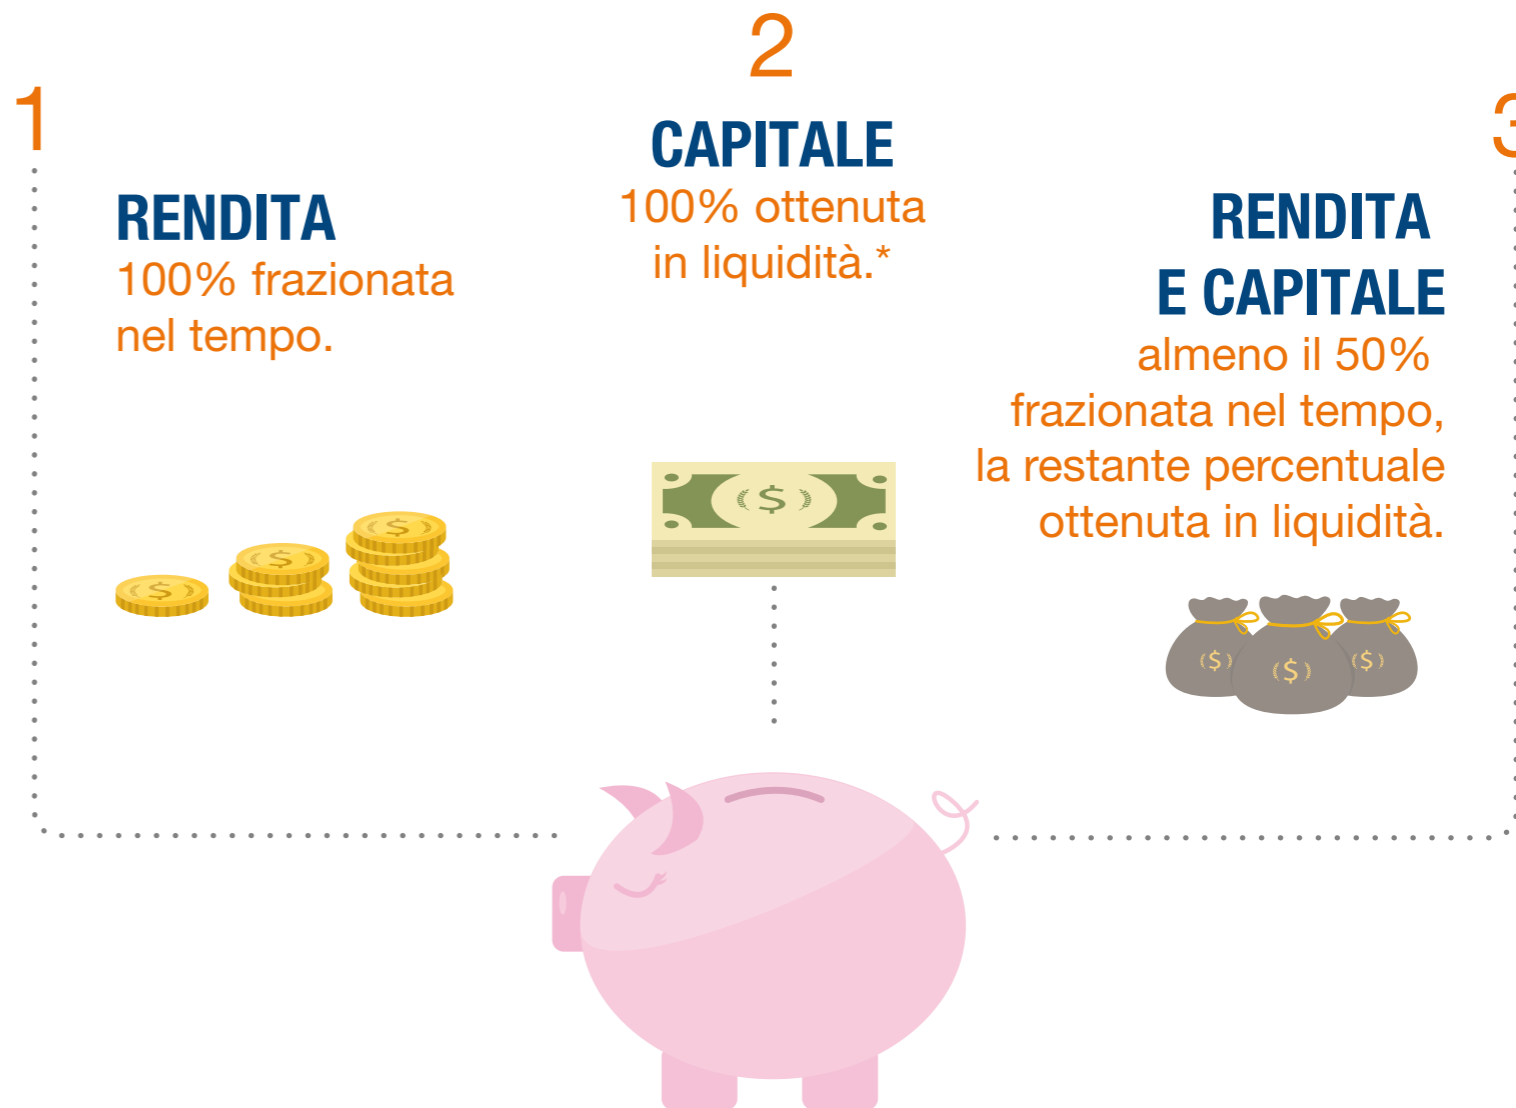 1
RENDITA
100% frazionata
nel tempo.
2
CAPITALE
100% ottenuta
in liquidità.*
3
RENDITA
E CAPITALE
almeno il 50%
frazionata nel tempo,
la restante percentuale
ottenuta in liquidità.
$
$
$
$
$
$
$